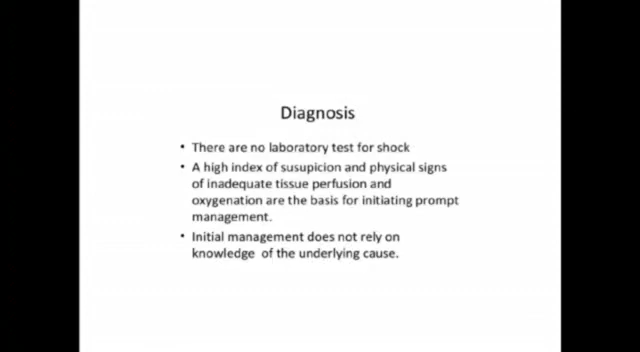 Diagnosis
• There are no laboratory test for shock
• A high index of susupicion and physical signs
of inadequate tissue perfusion and
oxygenation are the basis for initiating prompt
management.
• Initial management does not rely on
knowledge of the underlying cause.